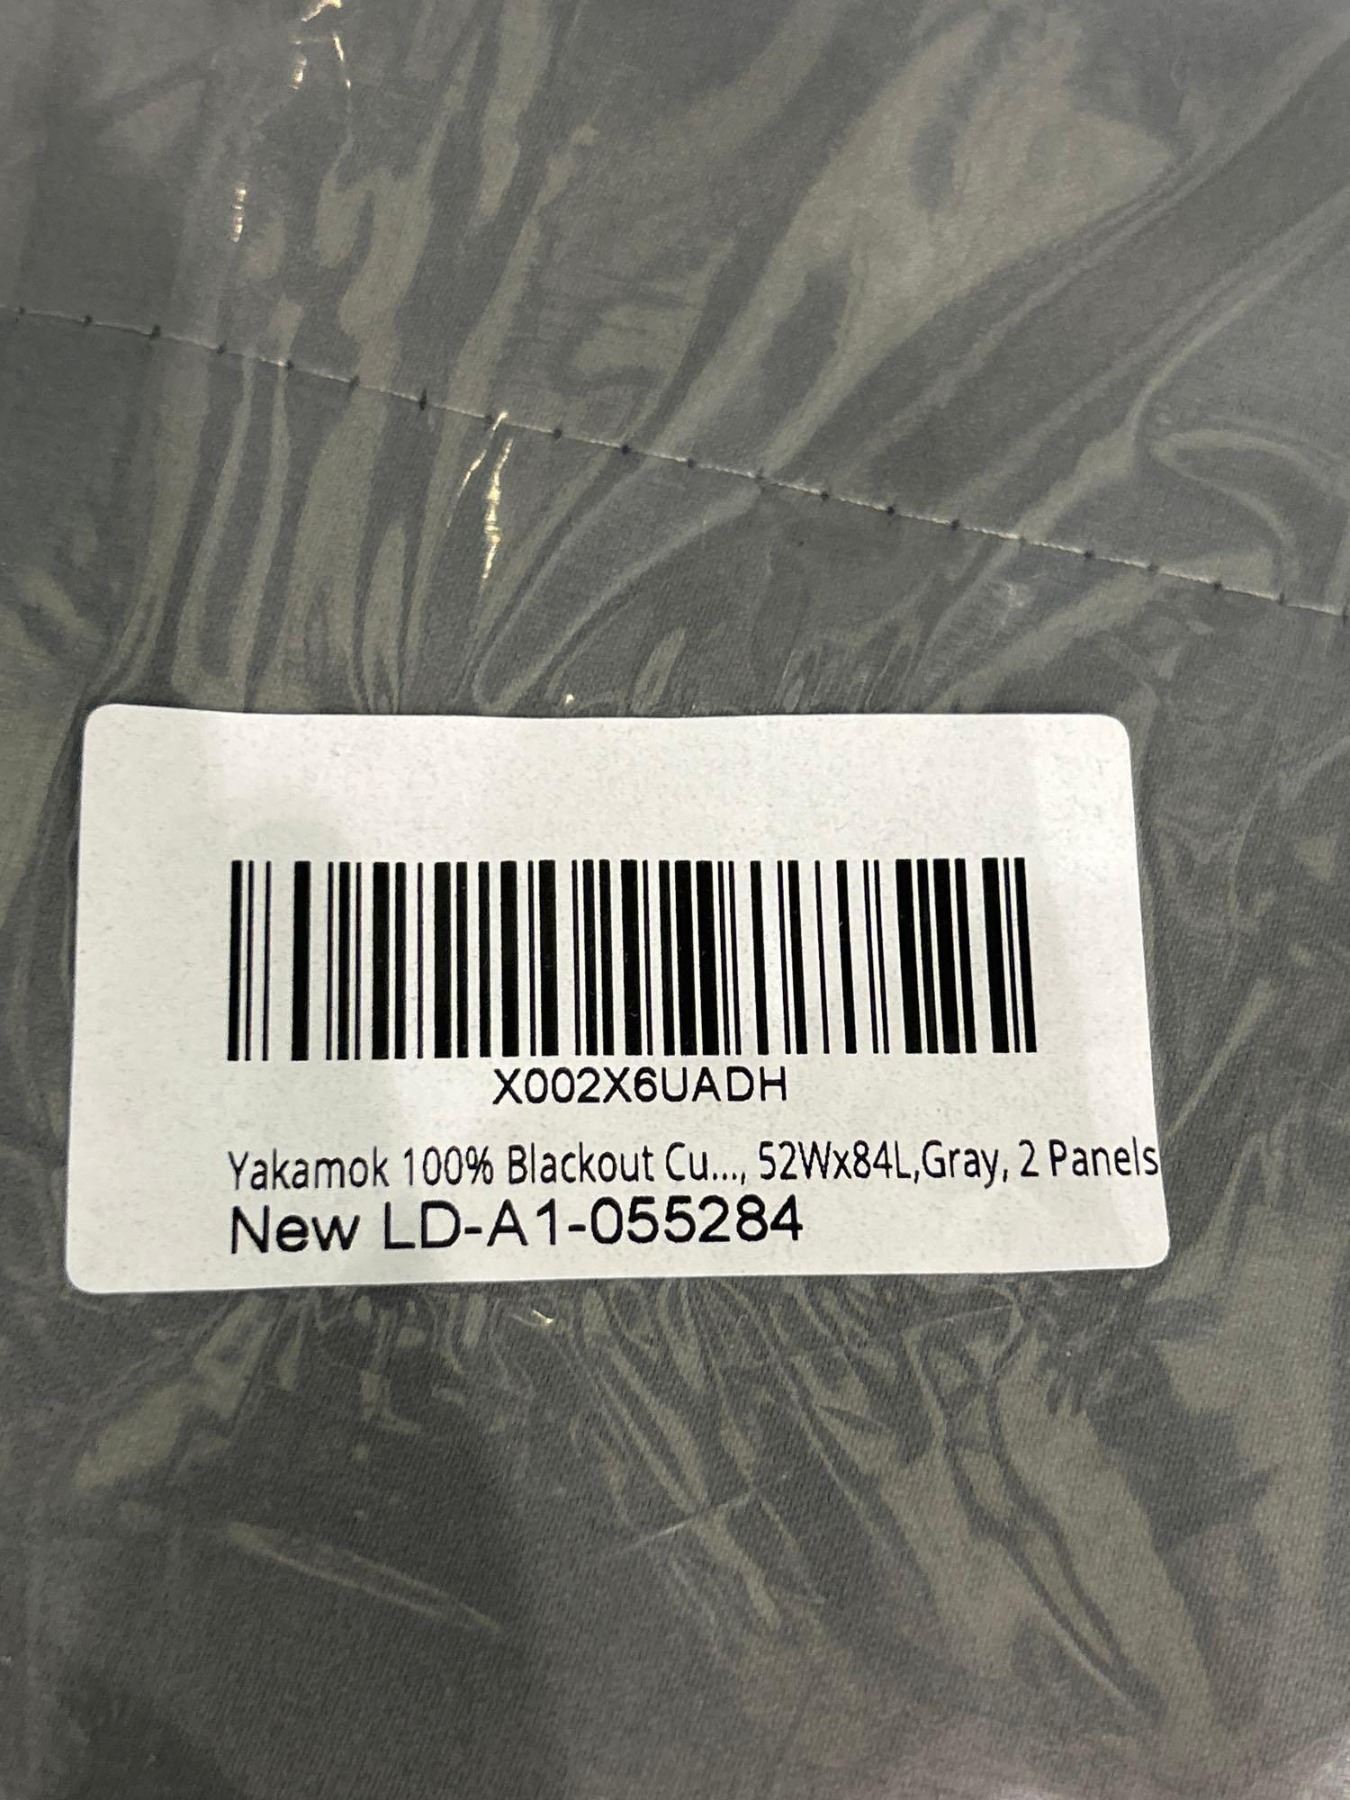 X002X6UADH
Yakamok 100% Blackout Cu..., 52Wx84L,Gray, 2 Panels
New LD-A1-055284